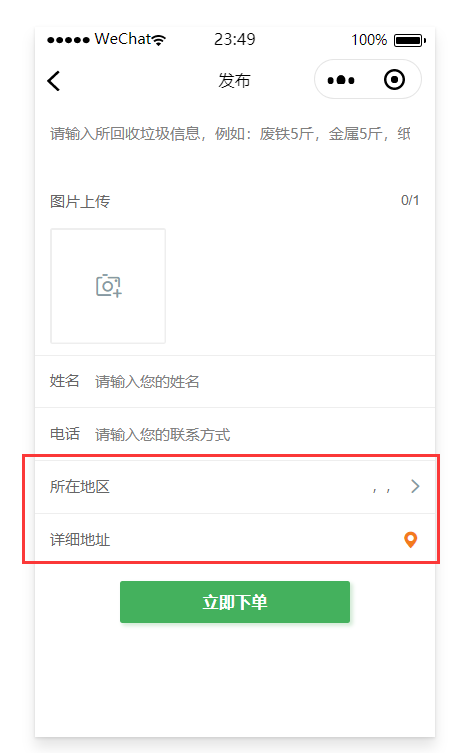 ●●●●● WeChat 23:49 100%
发布
请输入所回收垃圾信息，例如：废铁5斤，金属5斤，纸
图片上传 0/1
姓名 请输入您的姓名
电话 请输入您的联系方式
所在地区 ，，
详细地址
立即下单